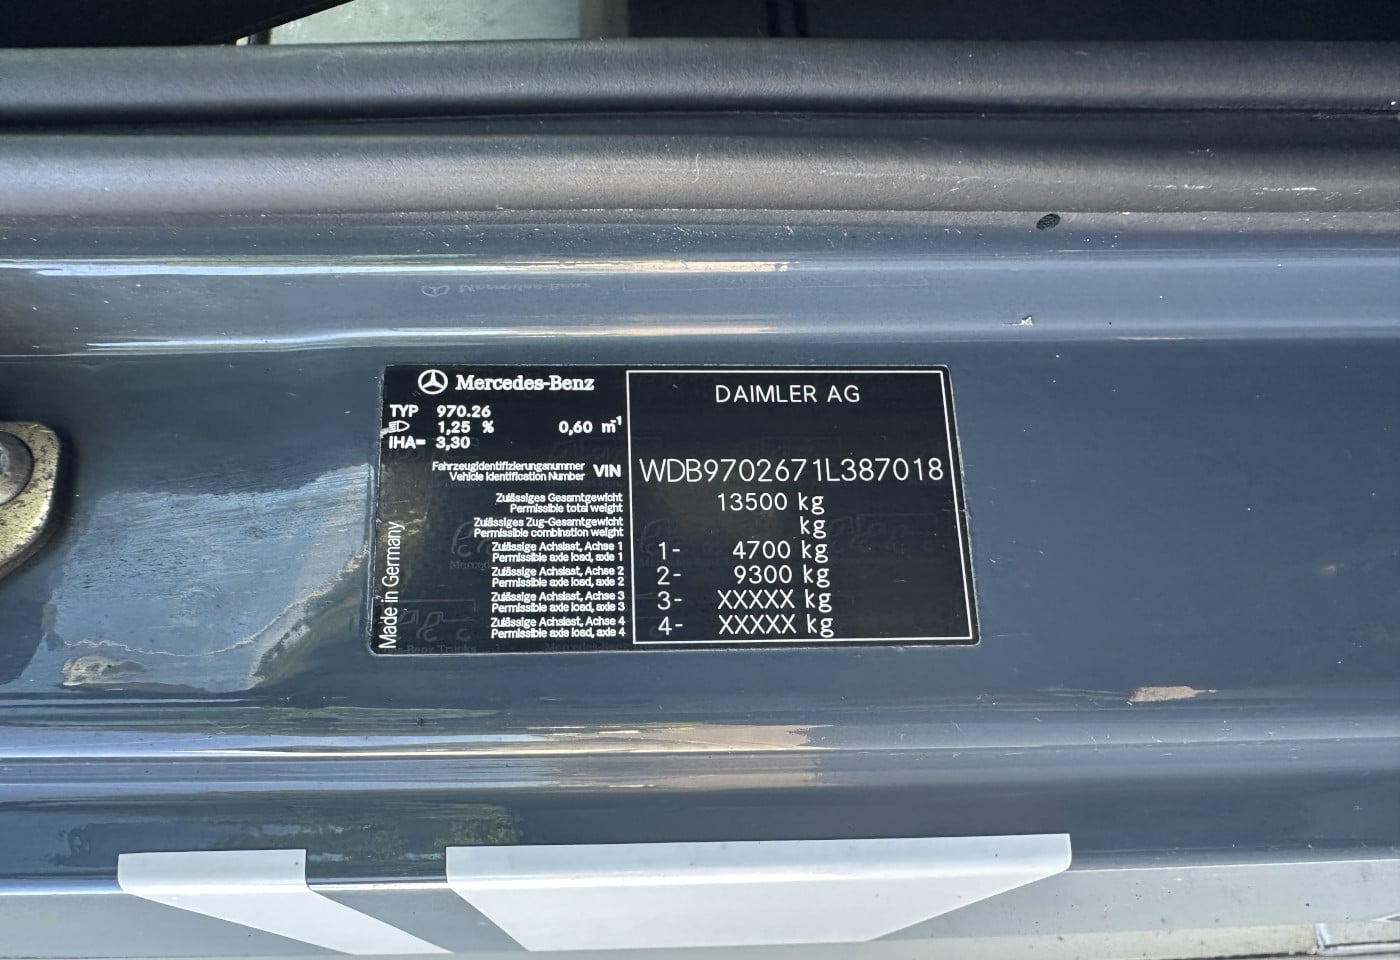 Mercedes-Benz
TYP 970.26
1,25 % 0,60 m-1
IHA= 3,30
DAIMLER AG
Fahrzeugidentifizierungsnummer
Vehicle Identification Number
VIN WDB9702671L387018
Zulässiges Gesamtgewicht
Permissible total weight
13500 kg
Zulässiges Zug-Gesamtgewicht
Permissible combination weight
kg
Zulässige Achslast, Achse 1
Permissible axle load, axle 1
1- 4700 kg
Zulässige Achslast, Achse 2
Permissible axle load, axle 2
2- 9300 kg
Zulässige Achslast, Achse 3
Permissible axle load, axle 3
3- XXXXX kg
Zulässige Achslast, Achse 4
Permissible axle load, axle 4
4- XXXXX kg
Made in Germany